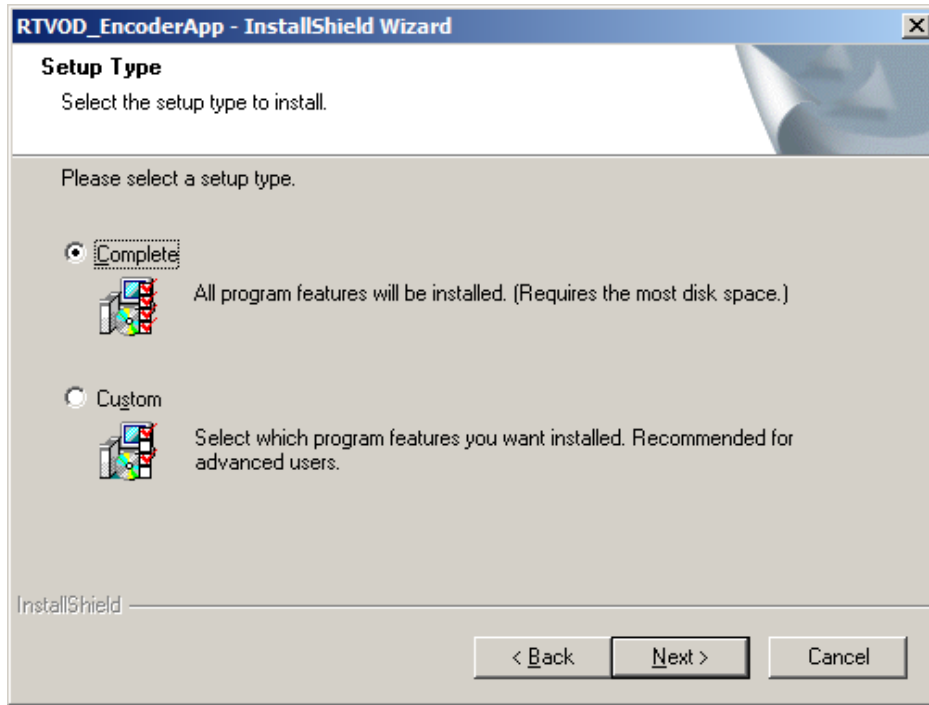 RTVOD_EncoderApp - InstallShield Wizard
Setup Type
Select the setup type to install.
Please select a setup type.
Complete
All program features will be installed. (Requires the most disk space.)
Custom
Select which program features you want installed. Recommended for
advanced users.
InstallShield
< Back
Next >
Cancel